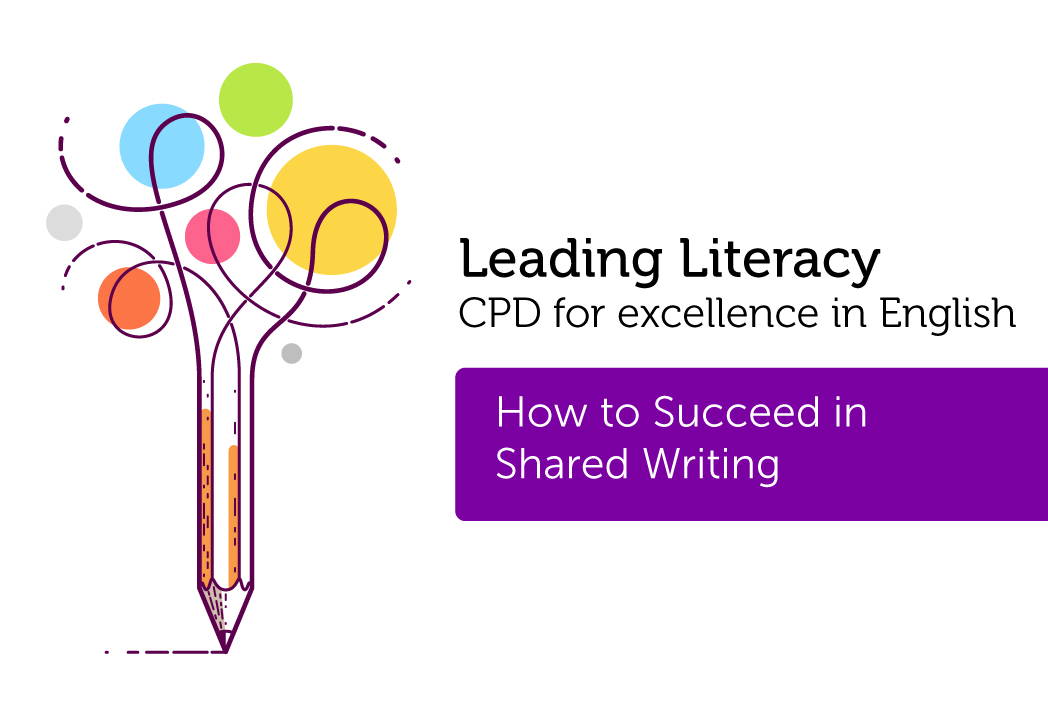 Leading Literacy
CPD for excellence in English
How to Succeed in
Shared Writing